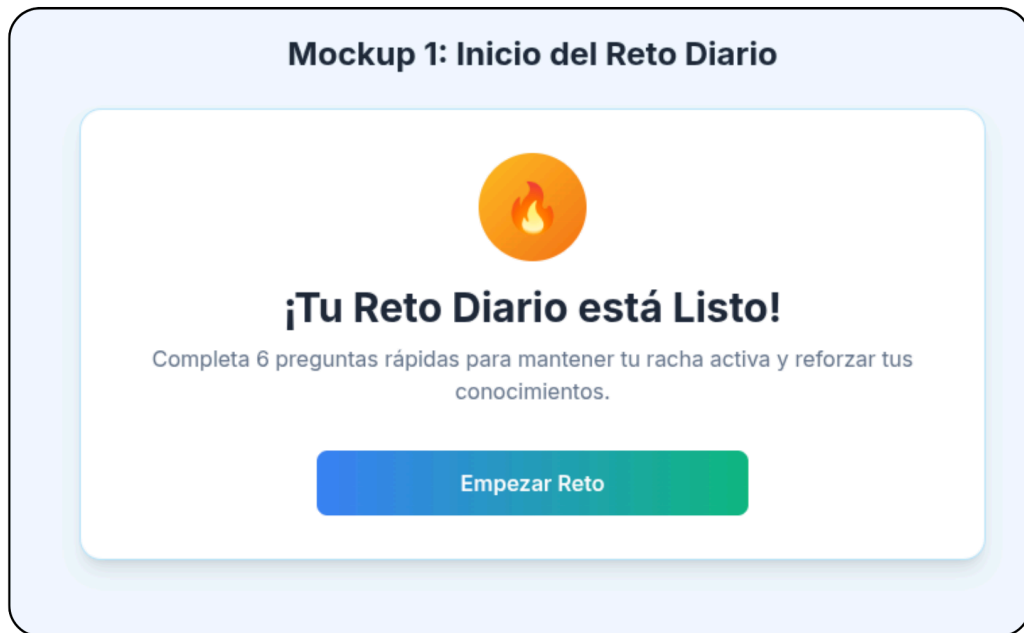 Mockup 1: Inicio del Reto Diario
¡Tu Reto Diario está Listo!
Completa 6 preguntas rápidas para mantener tu racha activa y reforzar tus
conocimientos.
Empezar Reto